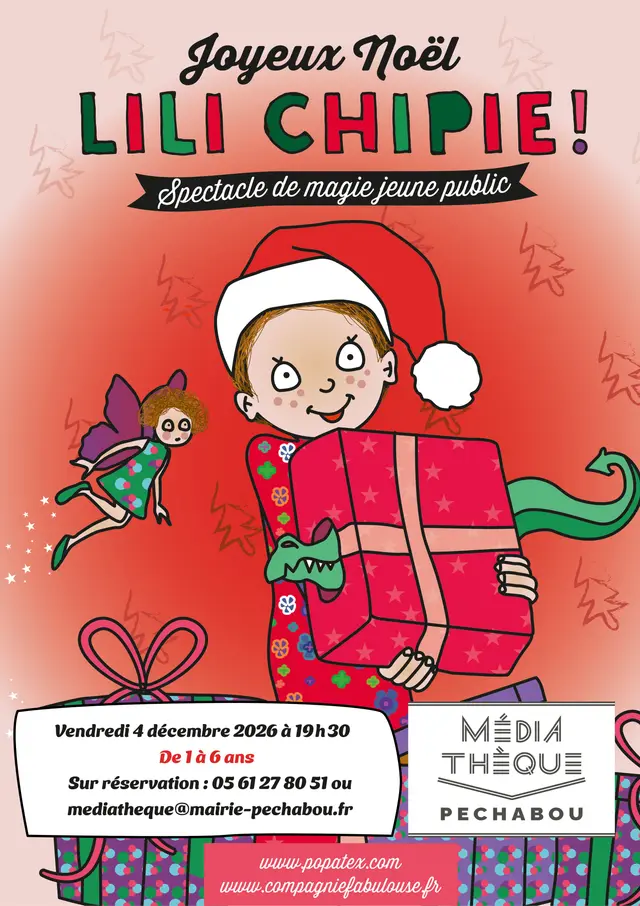 Joyeux Noël
LILI CHIPIE!
Spectacle de magie jeune public
Vendredi 4 décembre 2026 à 19h30
De 1 à 6 ans
Sur réservation : 05 61 27 80 51 ou
mediatheque@mairie-pechabou.fr
MÉDIA
THÈQUE
PECHABOU
www.popatex.com
www.compagniefabulouse.fr